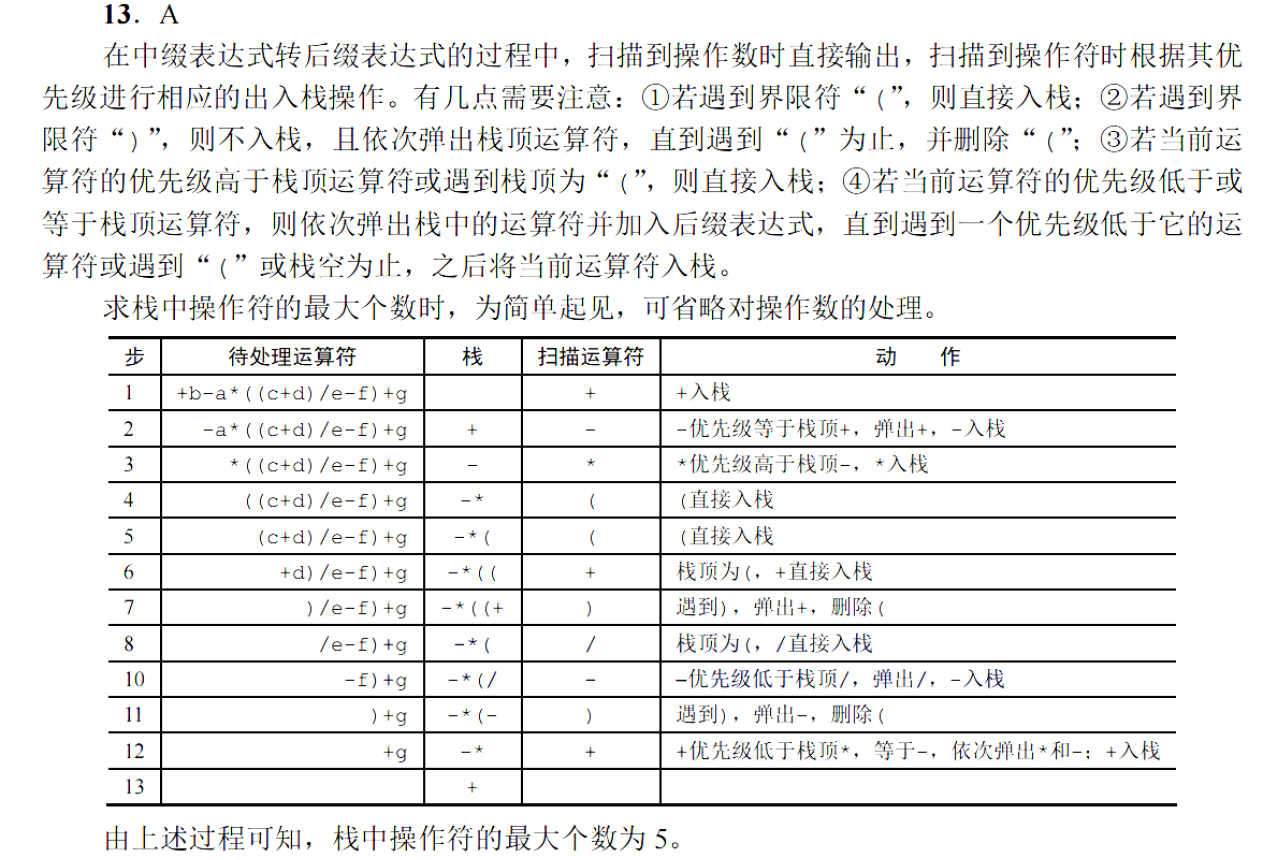 13．A
在中缀表达式转后缀表达式的过程中，扫描到操作数时直接输出，扫描到操作符时根据其优
先级进行相应的出入栈操作。有几点需要注意：①若遇到界限符“(”，则直接入栈；②若遇到界
限符“)”，则不入栈，且依次弹出栈顶运算符，直到遇到“(”为止，并删除“(”；③若当前运
算符的优先级高于栈顶运算符或遇到栈顶为“(”，则直接入栈；④若当前运算符的优先级低于或
等于栈顶运算符，则依次弹出栈中的运算符并加入后缀表达式，直到遇到一个优先级低于它的运
算符或遇到“(”或栈空为止，之后将当前运算符入栈。
求栈中操作符的最大个数时，为简单起见，可省略对操作数的处理。
步 待处理运算符 栈 扫描运算符 动 作
1 +b-a*((c+d)/e-f)+g + +入栈
2 -a*((c+d)/e-f)+g + - -优先级等于栈顶+，弹出+，-入栈
3 *((c+d)/e-f)+g - * *优先级高于栈顶-，*入栈
4 ((c+d)/e-f)+g -* ( (直接入栈
5 (c+d)/e-f)+g -*( ( (直接入栈
6 +d)/e-f)+g -*(( + 栈顶为(，+直接入栈
7 )/e-f)+g -*((+ ) 遇到)，弹出+，删除(
8 /e-f)+g -*( / 栈顶为(，/直接入栈
10 -f)+g -*(/ - -优先级低于栈顶/，弹出/，-入栈
11 )+g -*(- ) 遇到)，弹出-，删除(
12 +g -* + +优先级低于栈顶*，等于-，依次弹出*和-；+入栈
13 +
由上述过程可知，栈中操作符的最大个数为 5。